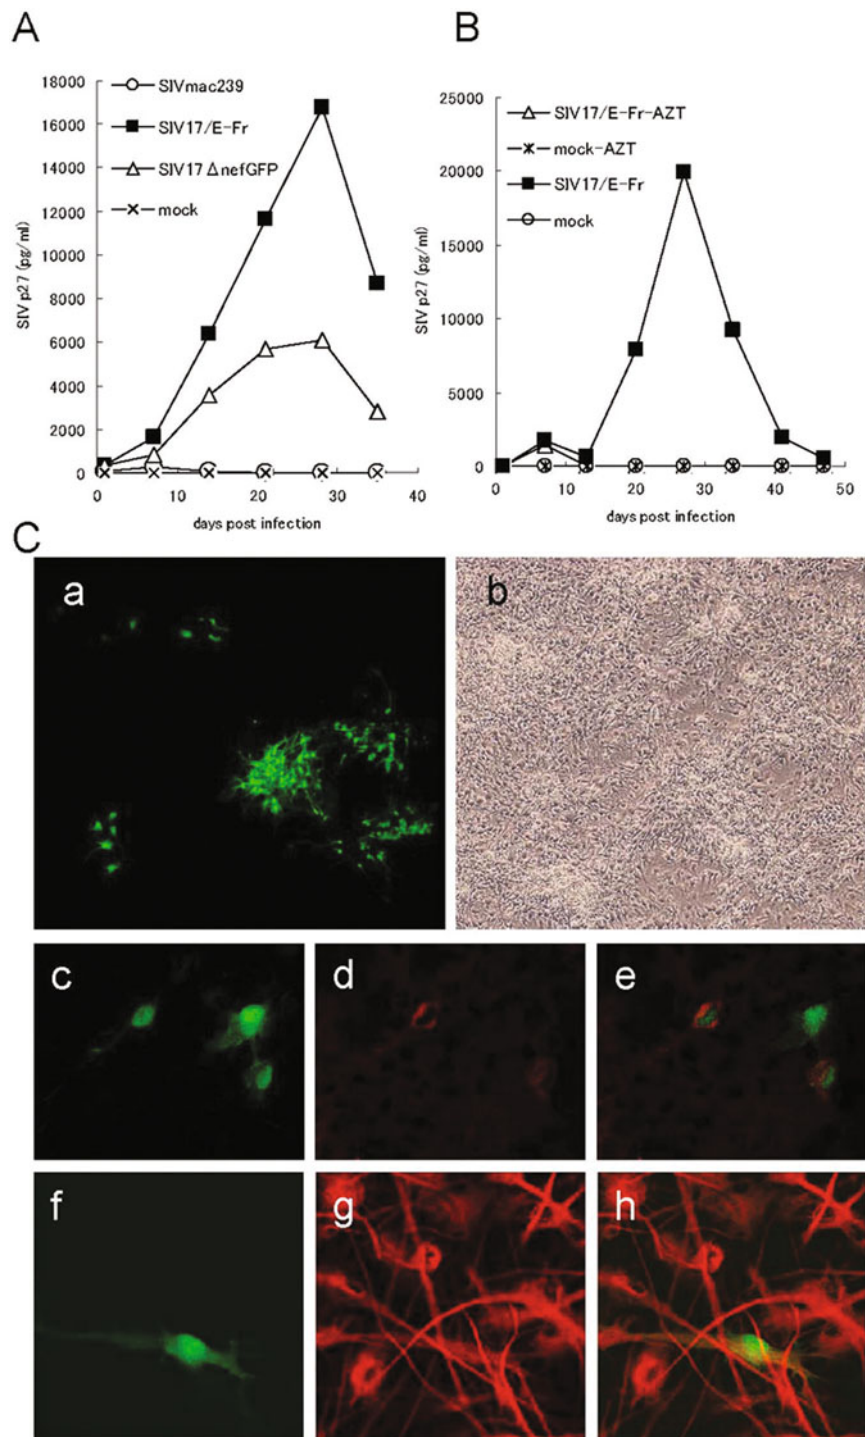 A
B
SIV p27 (pg/ml)
18000
16000
14000
12000
10000
8000
6000
4000
2000
0
SIVmac239
SIV17/E-Fr
SIV17ΔnefGFP
mock
0
10
20
30
40
days post infection
SIV p27 (pg/ml)
25000
20000
15000
10000
5000
0
SIV17/E-Fr-AZT
mock-AZT
SIV17/E-Fr
mock
0
10
20
30
40
50
days post infection
C
a
b
c
d
e
f
g
h